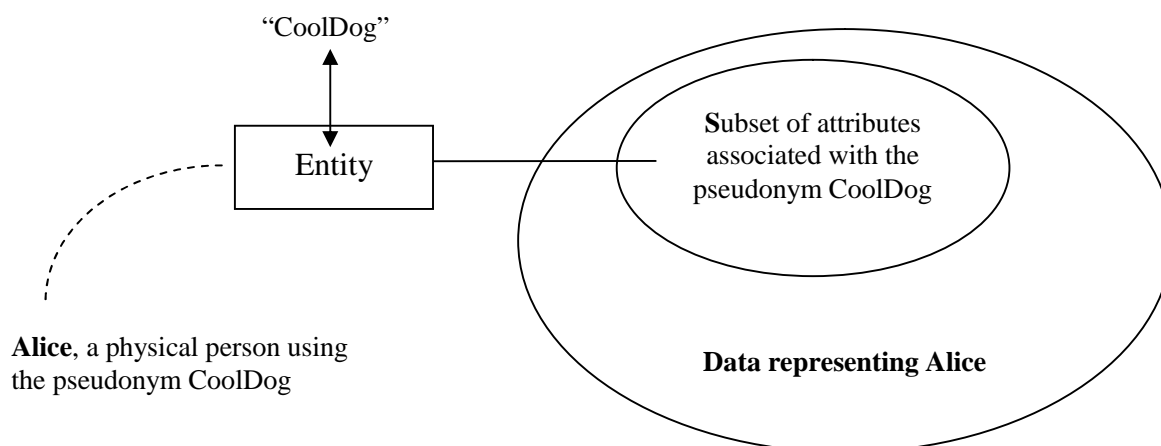 “CoolDog”
Entity
Subset of attributes
associated with the
pseudonym CoolDog
Alice, a physical person using
the pseudonym CoolDog
Data representing Alice